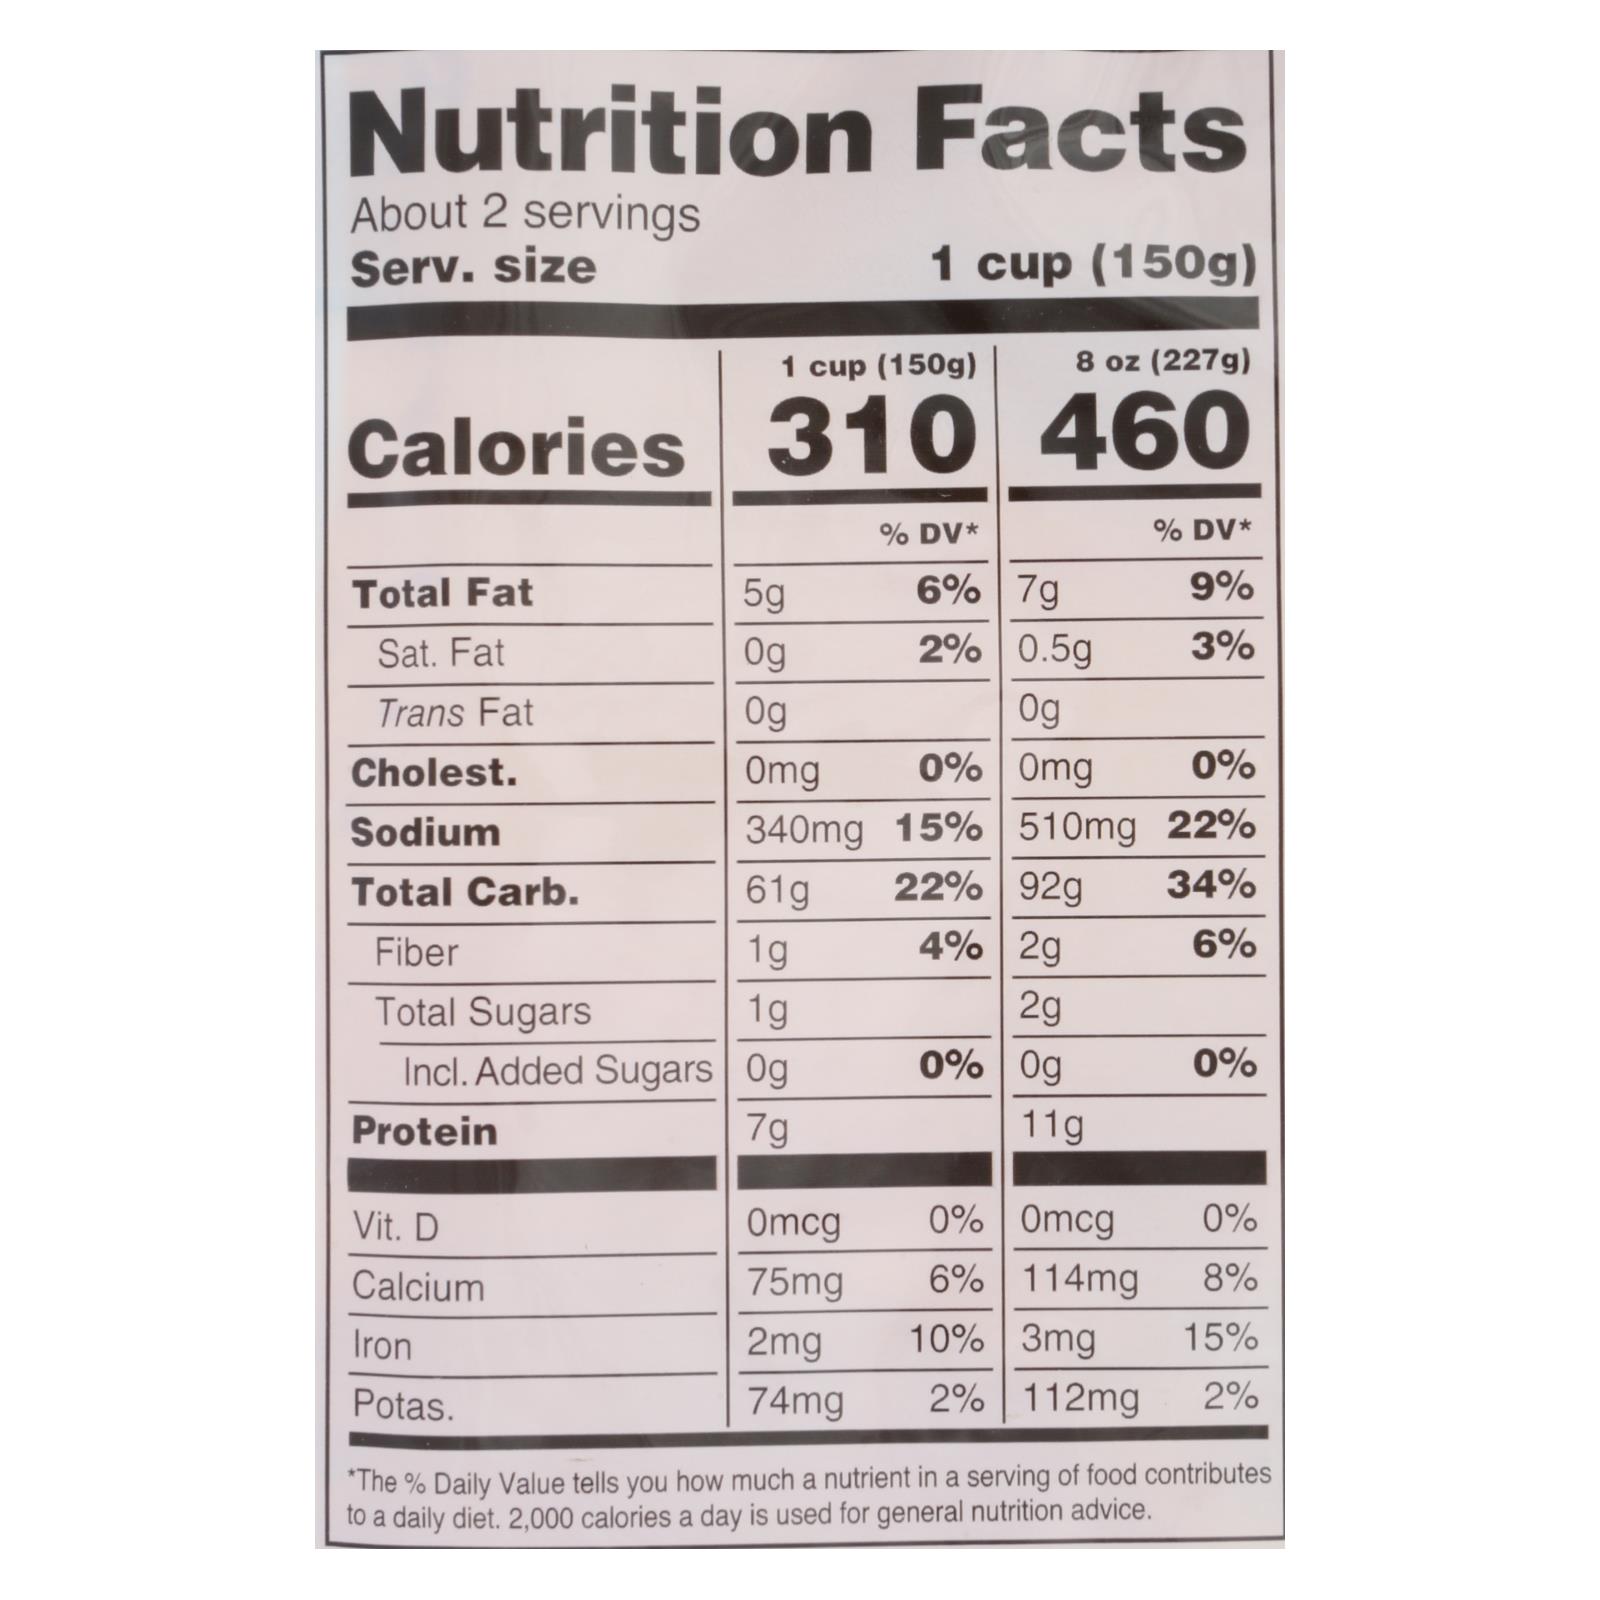 Nutrition Facts
About 2 servings
Serv. size 1 cup (150g)
1 cup (150g) 8 oz (227g)
Calories 310 460
% DV* % DV*
Total Fat 5g 6% 7g 9%
Sat. Fat 0g 2% 0.5g 3%
Trans Fat 0g 0g
Cholest. 0mg 0% 0mg 0%
Sodium 340mg 15% 510mg 22%
Total Carb. 61g 22% 92g 34%
Fiber 1g 4% 2g 6%
Total Sugars 1g 2g
Incl. Added Sugars 0g 0% 0g 0%
Protein 7g 11g
Vit. D 0mcg 0% 0mcg 0%
Calcium 75mg 6% 114mg 8%
Iron 2mg 10% 3mg 15%
Potas. 74mg 2% 112mg 2%
*The % Daily Value tells you how much a nutrient in a serving of food contributes
to a daily diet. 2,000 calories a day is used for general nutrition advice.